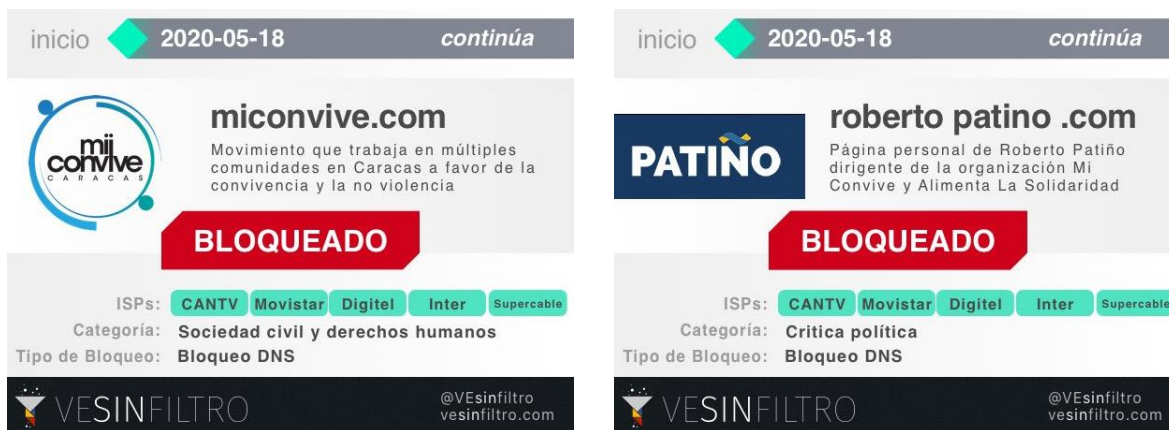 inicio 2020-05-18 continúa
mii
convive
CARACAS
miconvive.com
Movimiento que trabaja en múltiples
comunidades en Caracas a favor de la
convivencia y la no violencia
BLOQUEADO
ISPs: CANTV Movistar Digitel Inter Supercable
Categoría: Sociedad civil y derechos humanos
Tipo de Bloqueo: Bloqueo DNS
VESINFILTRO
@VEsinfiltro
vesinfiltro.com
inicio 2020-05-18 continúa
PATIÑO
roberto patino .com
Página personal de Roberto Patiño
dirigente de la organización Mi
Convive y Alimenta La Solidaridad
BLOQUEADO
ISPs: CANTV Movistar Digitel Inter Supercable
Categoría: Critica política
Tipo de Bloqueo: Bloqueo DNS
VESINFILTRO
@VEsinfiltro
vesinfiltro.com